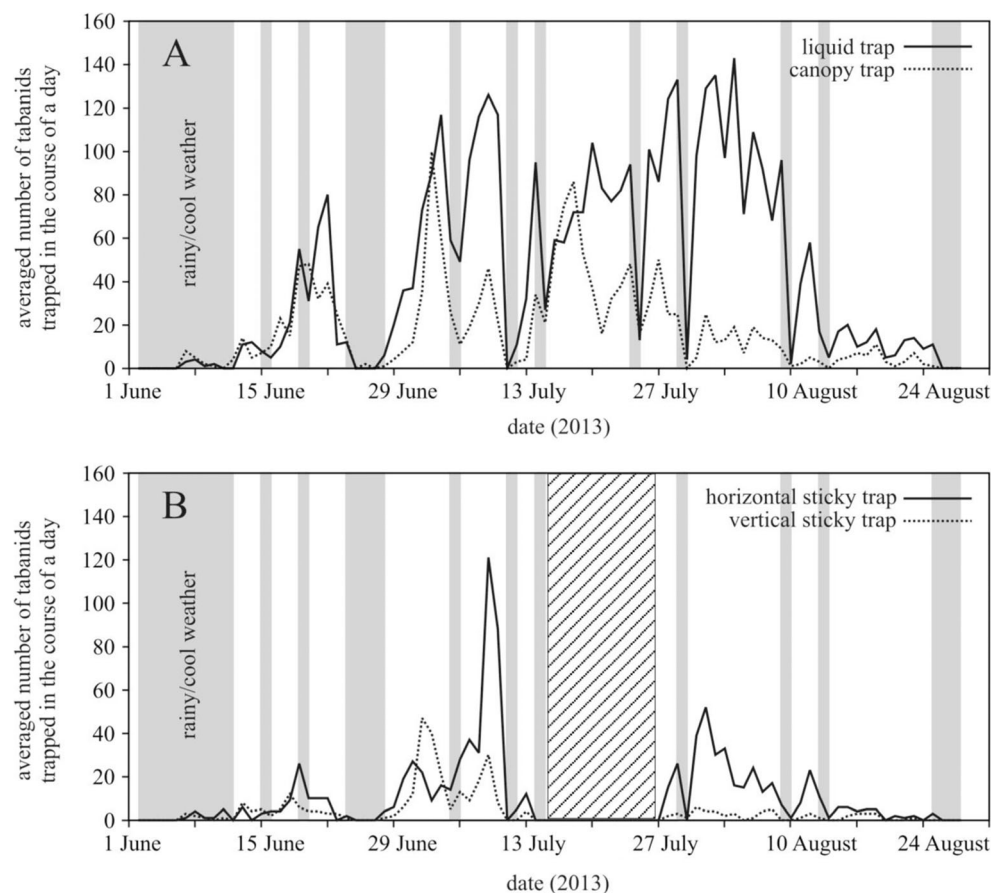 160
140
120
100
80
60
40
20
0
averaged number of tabanids
trapped in the course of a day
A
rainy/cool weather
liquid trap
canopy trap
1 June 15 June 29 June 13 July 27 July 10 August 24 August
date (2013)
160
140
120
100
80
60
40
20
0
averaged number of tabanids
trapped in the course of a day
B
rainy/cool weather
horizontal sticky trap
vertical sticky trap
1 June 15 June 29 June 13 July 27 July 10 August 24 August
date (2013)